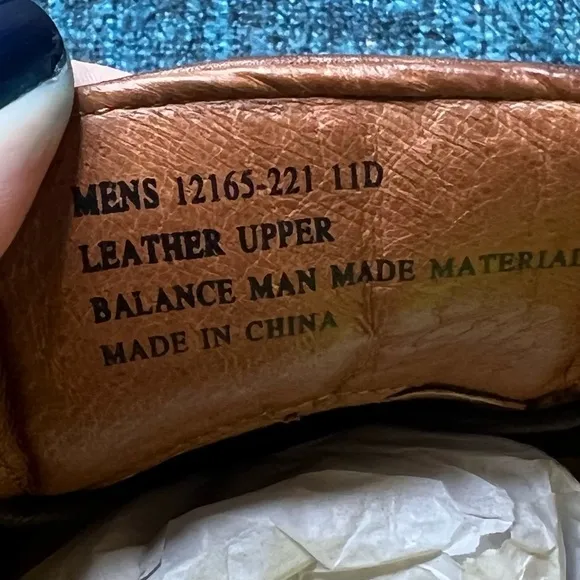 MENS 12165-221 11D
LEATHER UPPER
BALANCE MAN MADE MATERIAL
MADE IN CHINA